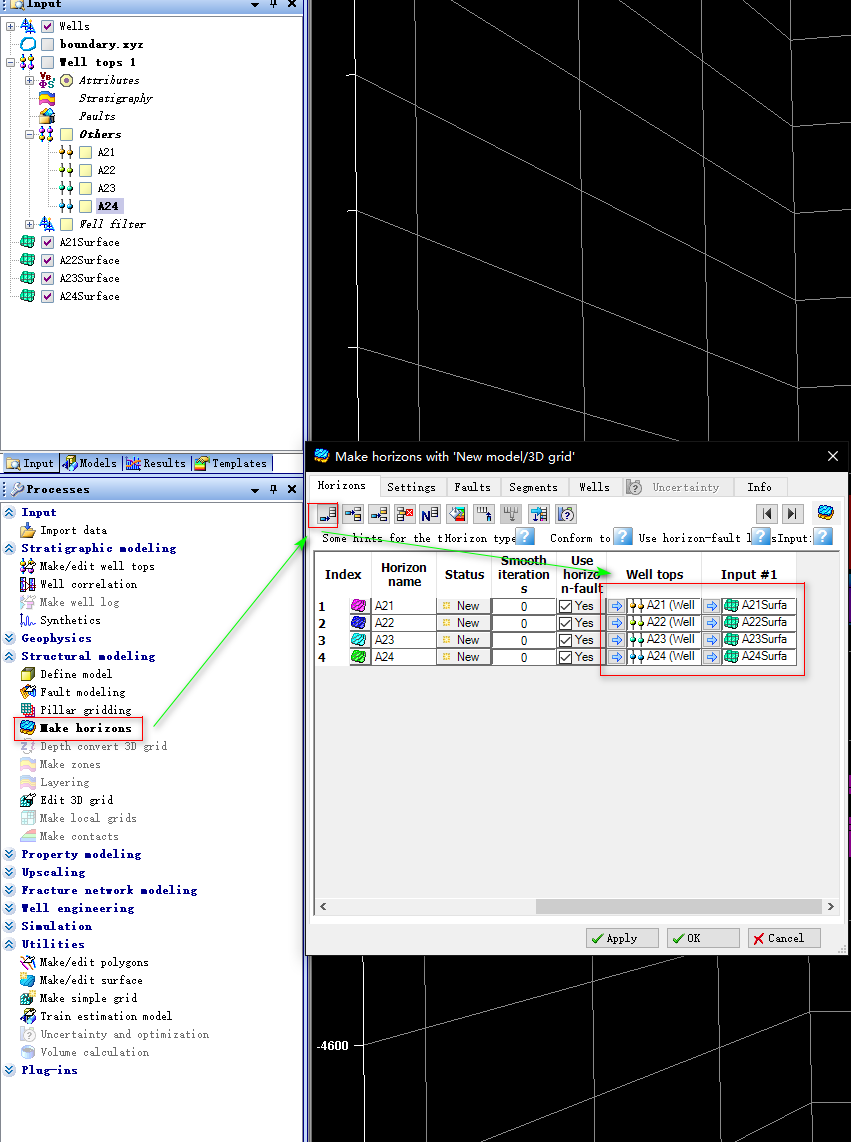 Input
Wells
boundary.xyz
Well tops 1
Attributes
Stratigraphy
Faults
Others
A21
A22
A23
A24
Well filter
A21Surface
A22Surface
A23Surface
A24Surface
Input Models Results Templates
Processes
Input
Import data
Stratigraphic modeling
Make/edit well tops
Well correlation
Make well log
Synthetics
Geophysics
Structural modeling
Define model
Fault modeling
Pillar gridding
Make horizons
Depth convert 3D grid
Make zones
Layering
Edit 3D grid
Make local grids
Make contacts
Property modeling
Upscaling
Fracture network modeling
Well engineering
Simulation
Utilities
Make/edit polygons
Make/edit surface
Make simple grid
Train estimation model
Uncertainty and optimization
Volume calculation
Plug-ins
Make horizons with 'New model/3D grid'
Horizons Settings Faults Segments Wells Uncertainty Info
Some hints for the t Horizon type Conform to Use horizon-fault l Input:
Index Horizon name Status Smooth iterations Use horizon-fault Well tops Input #1
1 A21 New 0 Yes A21 (Well A21Surfa
2 A22 New 0 Yes A22 (Well A22Surfa
3 A23 New 0 Yes A23 (Well A23Surfa
4 A24 New 0 Yes A24 (Well A24Surfa
Apply OK Cancel
-4600